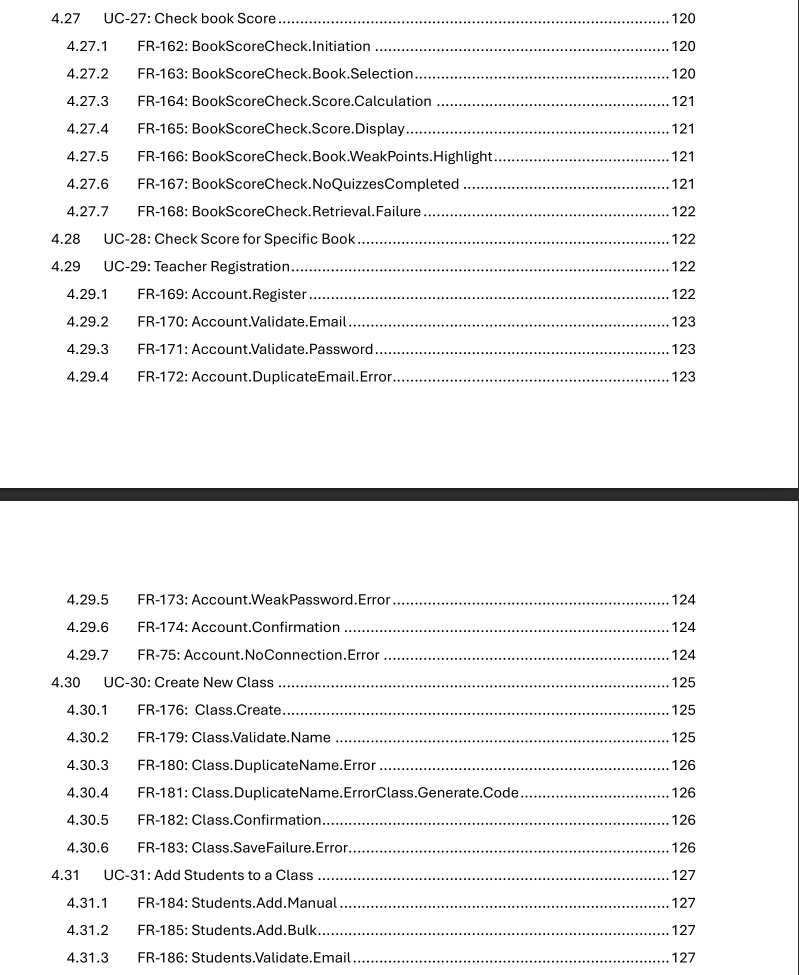 4.27 UC-27: Check book Score ... 120
4.27.1 FR-162: BookScoreCheck.Initiation ... 120
4.27.2 FR-163: BookScoreCheck.Book.Selection ... 120
4.27.3 FR-164: BookScoreCheck.Score.Calculation ... 121
4.27.4 FR-165: BookScoreCheck.Score.Display ... 121
4.27.5 FR-166: BookScoreCheck.Book.WeakPoints.Highlight ... 121
4.27.6 FR-167: BookScoreCheck.NoQuizzesCompleted ... 121
4.27.7 FR-168: BookScoreCheck.Retrieval.Failure ... 122
4.28 UC-28: Check Score for Specific Book ... 122
4.29 UC-29: Teacher Registration ... 122
4.29.1 FR-169: Account.Register ... 122
4.29.2 FR-170: Account.Validate.Email ... 123
4.29.3 FR-171: Account.Validate.Password ... 123
4.29.4 FR-172: Account.DuplicateEmail.Error ... 123
4.29.5 FR-173: Account.WeakPassword.Error ... 124
4.29.6 FR-174: Account.Confirmation ... 124
4.29.7 FR-75: Account.NoConnection.Error ... 124
4.30 UC-30: Create New Class ... 125
4.30.1 FR-176:  Class.Create ... 125
4.30.2 FR-179: Class.Validate.Name ... 125
4.30.3 FR-180: Class.DuplicateName.Error ... 126
4.30.4 FR-181: Class.DuplicateName.ErrorClass.Generate.Code ... 126
4.30.5 FR-182: Class.Confirmation ... 126
4.30.6 FR-183: Class.SaveFailure.Error ... 126
4.31 UC-31: Add Students to a Class ... 127
4.31.1 FR-184: Students.Add.Manual ... 127
4.31.2 FR-185: Students.Add.Bulk ... 127
4.31.3 FR-186: Students.Validate.Email ... 127